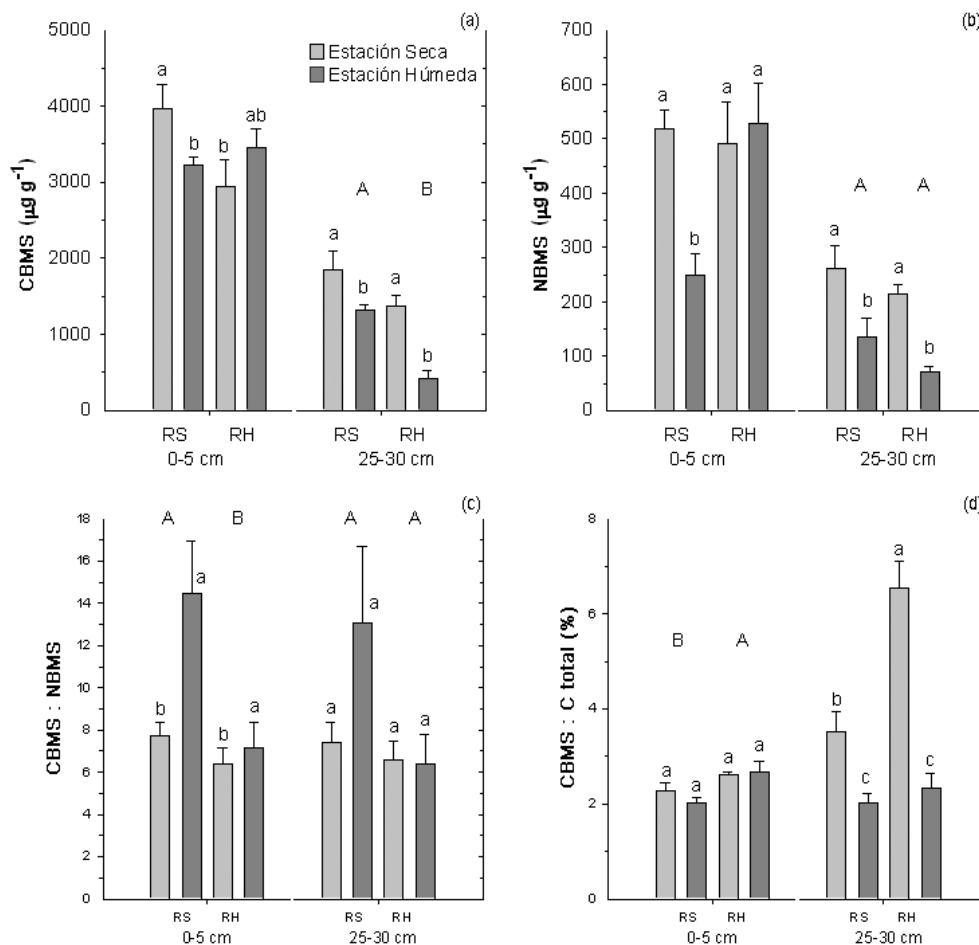 (a)
5000
4000
3000
2000
1000
0
CBMS (µg g⁻¹)
Estación Seca
Estación Húmeda
a
b
b
ab
A
B
a
b
a
b
RS
RH
RS
RH
0-5 cm
25-30 cm
(b)
700
600
500
400
300
200
100
0
NBMS (µg g⁻¹)
a
b
a
a
A
A
a
b
a
b
RS
RH
RS
RH
0-5 cm
25-30 cm
(c)
18
16
14
12
10
8
6
4
2
0
CBMS : NBMS
A
B
A
A
b
a
b
a
a
a
a
a
RS
RH
RS
RH
0-5 cm
25-30 cm
(d)
8
6
4
2
0
CBMS : C total (%)
B
A
a
a
a
a
b
c
a
c
RS
RH
RS
RH
0-5 cm
25-30 cm